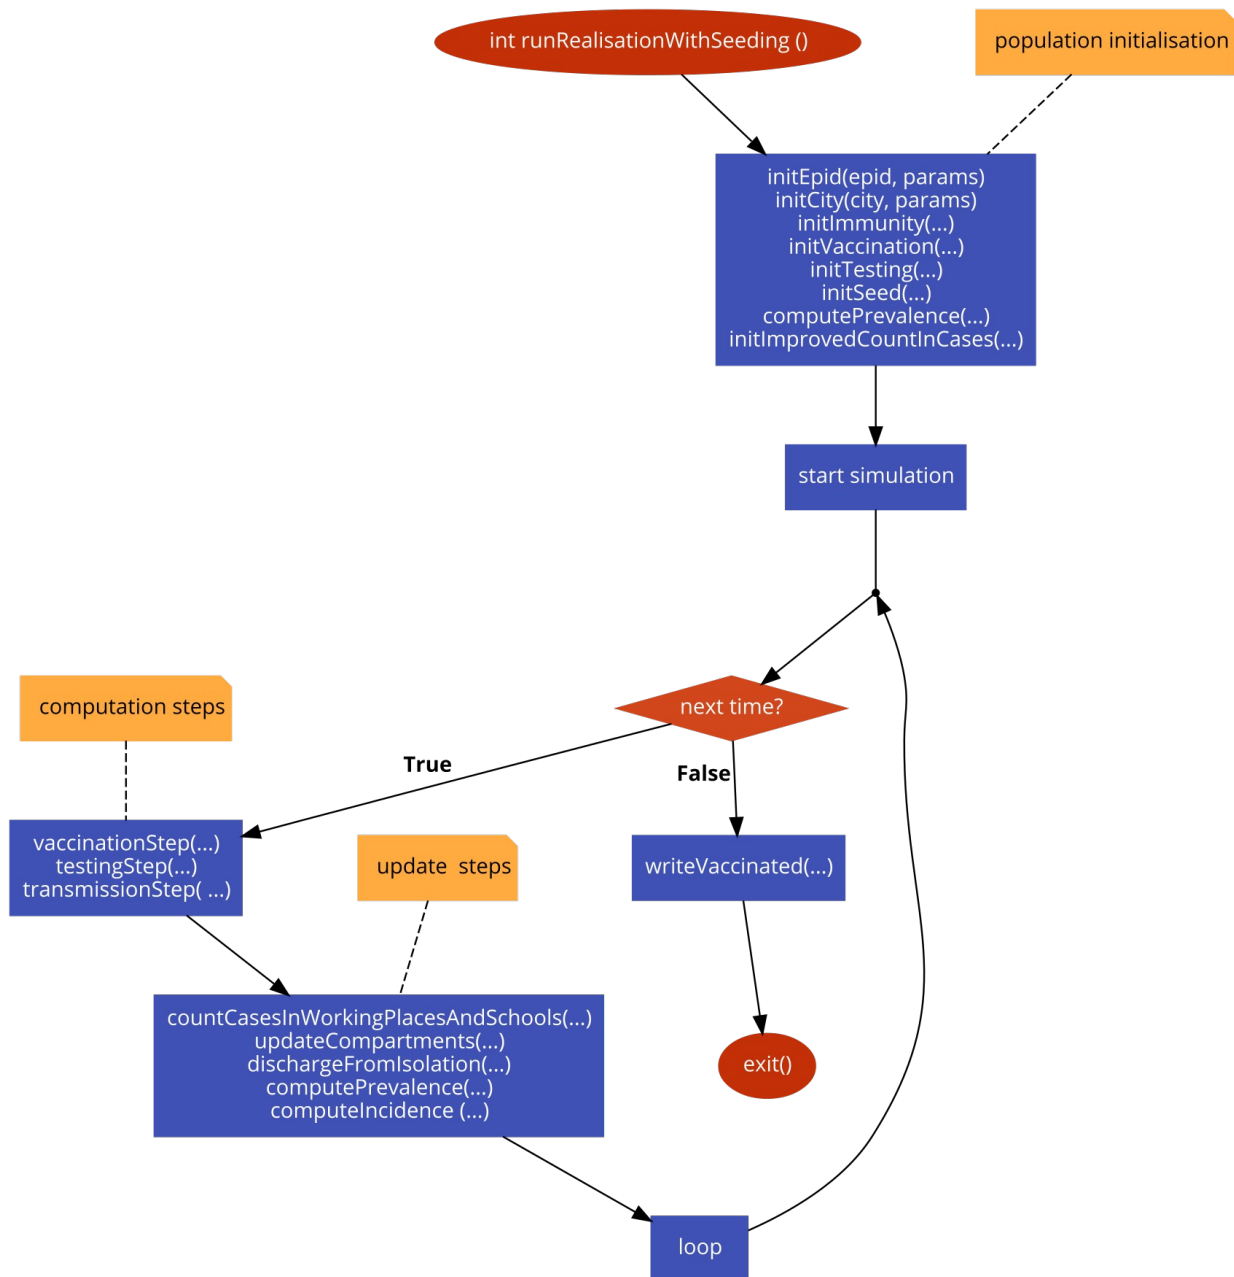 int runRealisationWithSeeding ()
population initialisation
initEpid(epid, params)
initCity(city, params)
initImmunity(...)
initVaccination(...)
initTesting(...)
initSeed(...)
computePrevalence(...)
initImprovedCountInCases(...)
start simulation
next time?
computation steps
True
False
vaccinationStep(...)
testingStep(...)
transmissionStep( ...)
update  steps
writeVaccinated(...)
countCasesInWorkingPlacesAndSchools(...)
updateCompartments(...)
dischargeFromIsolation(...)
computePrevalence(...)
computeIncidence (...)
exit()
loop